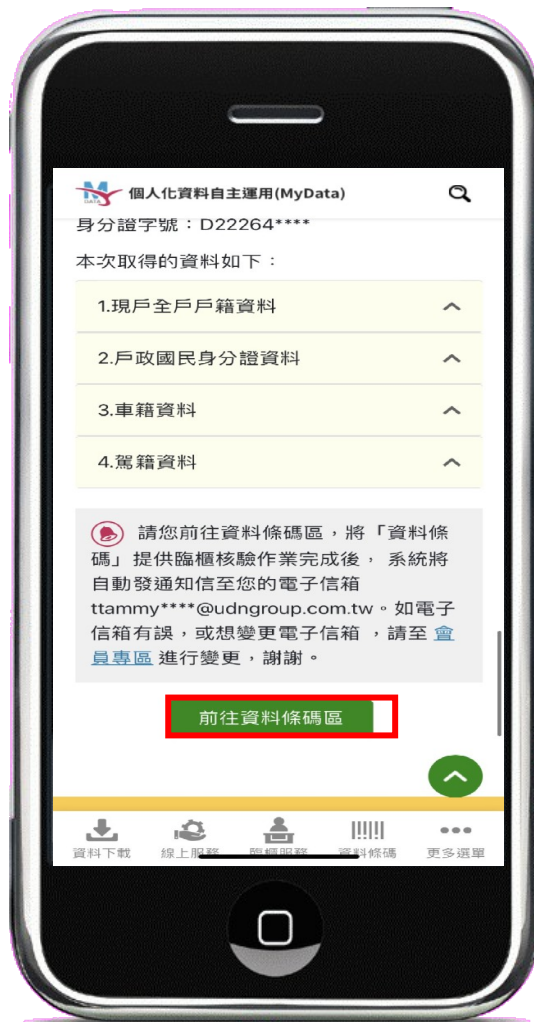 MY DATA 個人化資料自主運用(MyData)
身分證字號：D22264****
本次取得的資料如下：
1.現戶全戶戶籍資料
2.戶政國民身分證資料
3.車籍資料
4.駕籍資料
請您前往資料條碼區，將「資料條
碼」提供臨櫃核驗作業完成後， 系統將
自動發通知信至您的電子信箱
ttammy****@udngroup.com.tw。如電子
信箱有誤，或想變更電子信箱 ，請至 會
員專區 進行變更，謝謝。
前往資料條碼區
資料下載 線上服務 臨櫃服務 資料條碼 更多選單